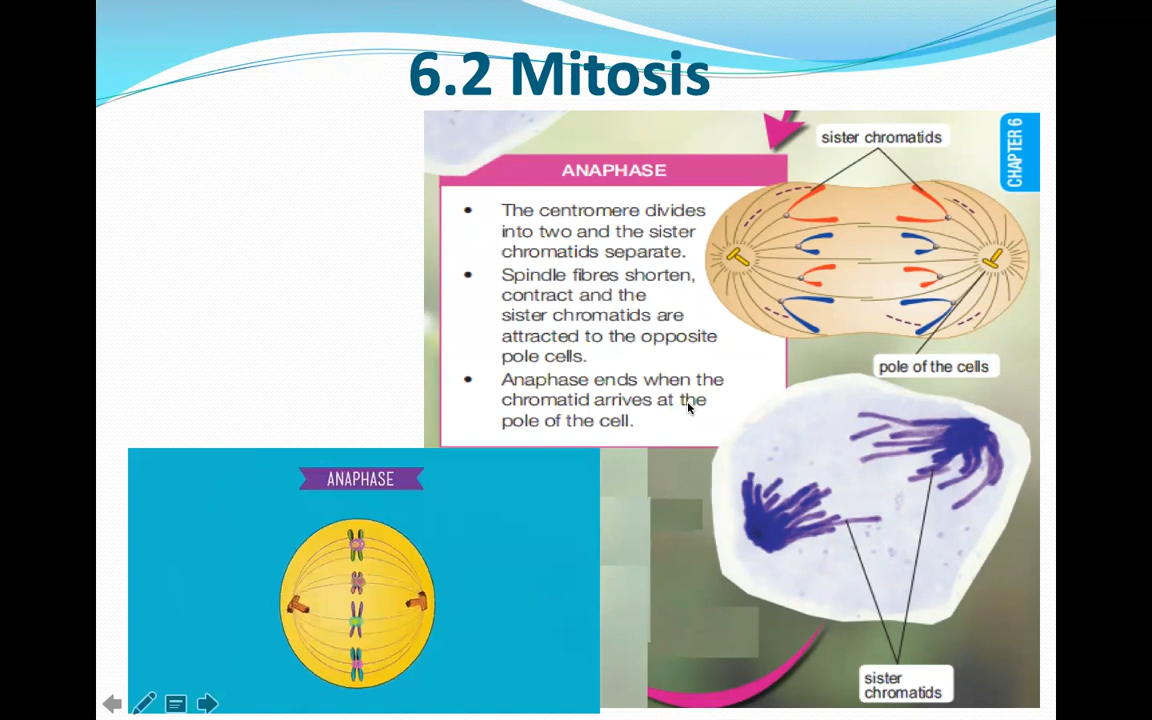 6.2 Mitosis
CHAPTER 6
sister chromatids
ANAPHASE
• The centromere divides
into two and the sister
chromatids separate.
• Spindle fibres shorten,
contract and the
sister chromatids are
attracted to the opposite
pole cells.
• Anaphase ends when the
chromatid arrives at the
pole of the cell.
pole of the cells
ANAPHASE
sister
chromatids